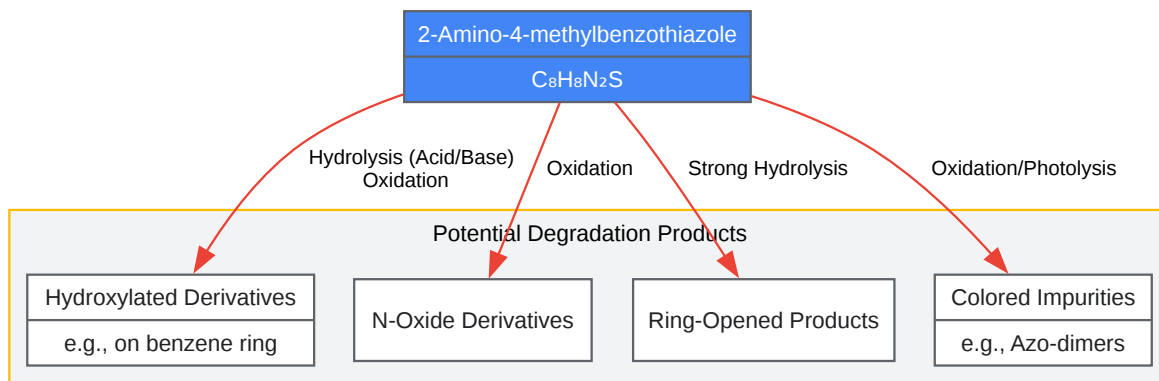 2-Amino-4-methylbenzothiazole
C₈H₈N₂S
Hydrolysis (Acid/Base)
Oxidation
Oxidation
Strong Hydrolysis
Oxidation/Photolysis
Potential Degradation Products
Hydroxylated Derivatives
e.g., on benzene ring
N-Oxide Derivatives
Ring-Opened Products
Colored Impurities
e.g., Azo-dimers